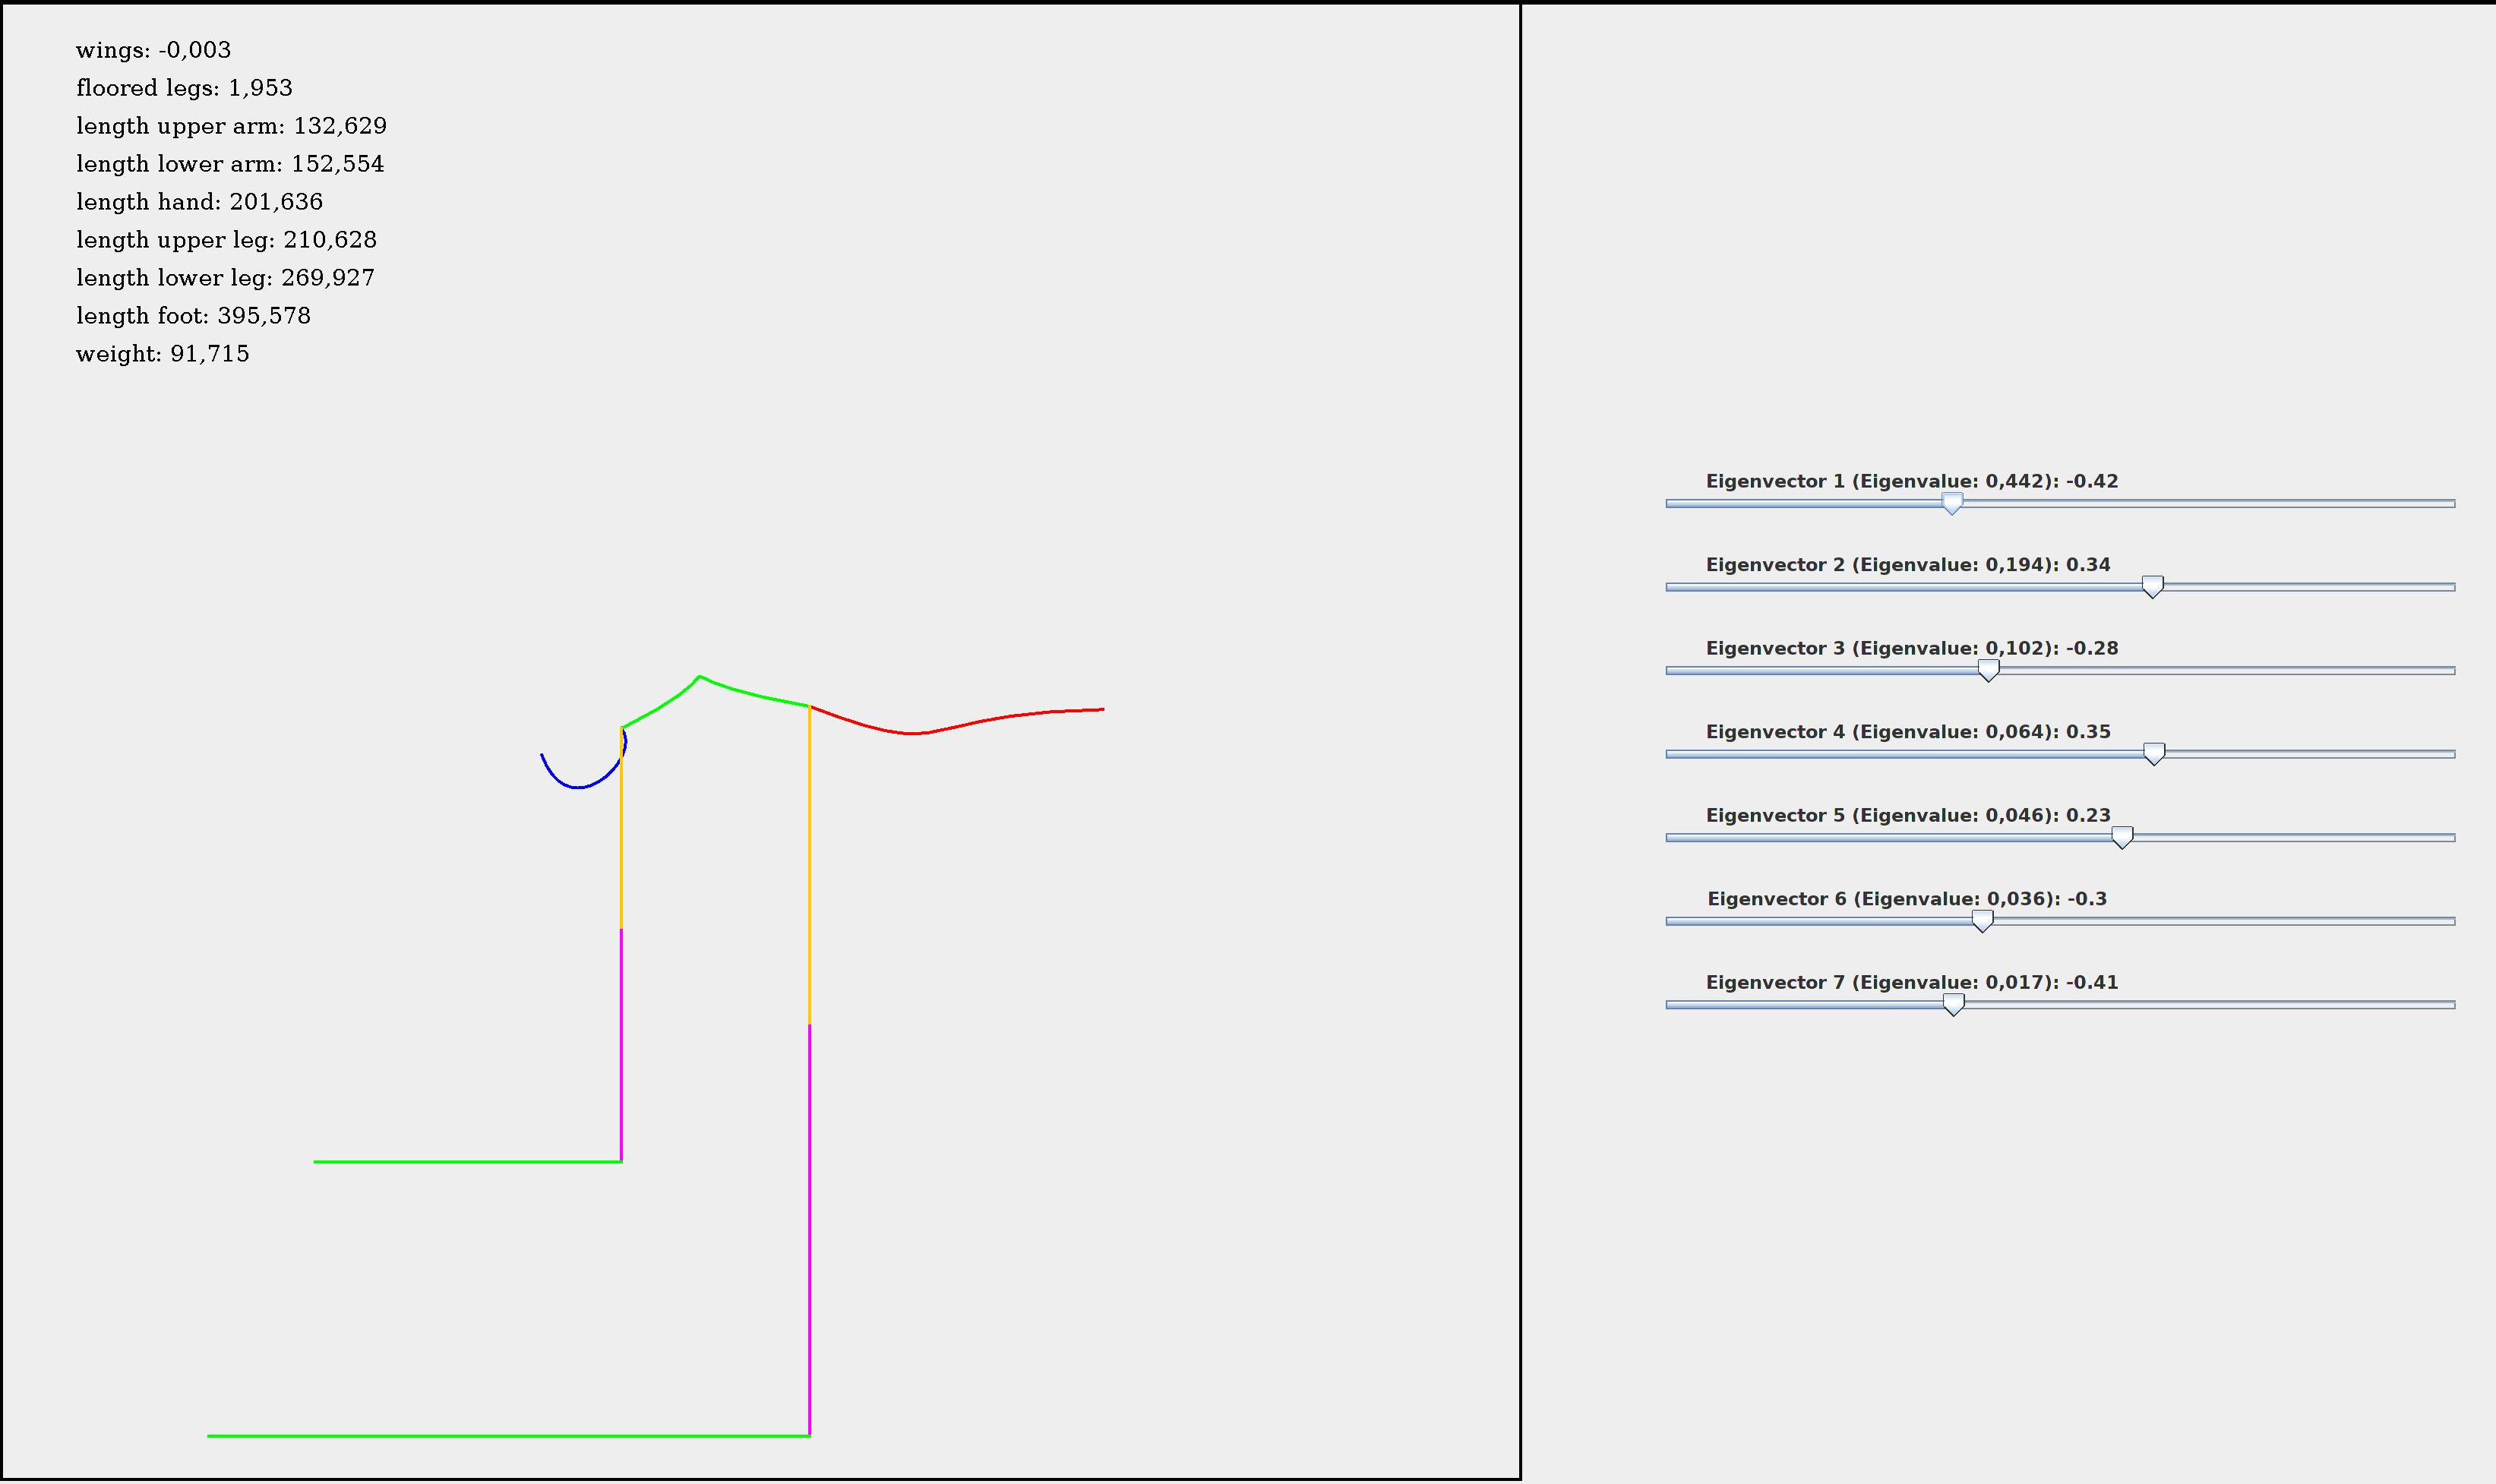 wings: -0,003
floored legs: 1,953
length upper arm: 132,629
length lower arm: 152,554
length hand: 201,636
length upper leg: 210,628
length lower leg: 269,927
length foot: 395,578
weight: 91,715
Eigenvector 1 (Eigenvalue: 0,442): -0.42
Eigenvector 2 (Eigenvalue: 0,194): 0.34
Eigenvector 3 (Eigenvalue: 0,102): -0.28
Eigenvector 4 (Eigenvalue: 0,064): 0.35
Eigenvector 5 (Eigenvalue: 0,046): 0.23
Eigenvector 6 (Eigenvalue: 0,036): -0.3
Eigenvector 7 (Eigenvalue: 0,017): -0.41